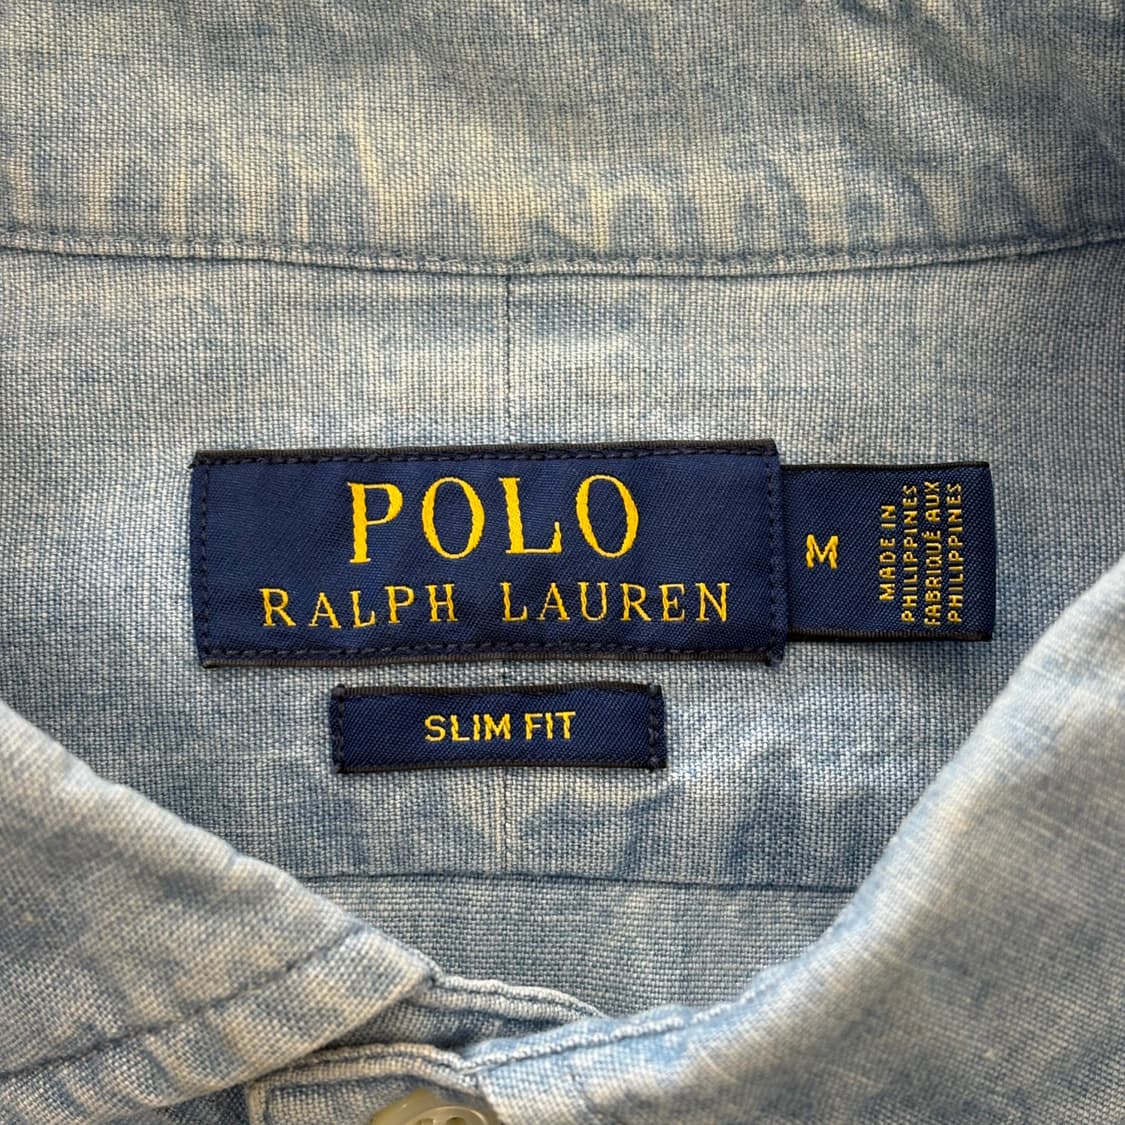 POLO
RALPH LAUREN
M
MADE IN
PHILIPPINES
FABRIQUÉ AUX
PHILIPPINES
SLIM FIT